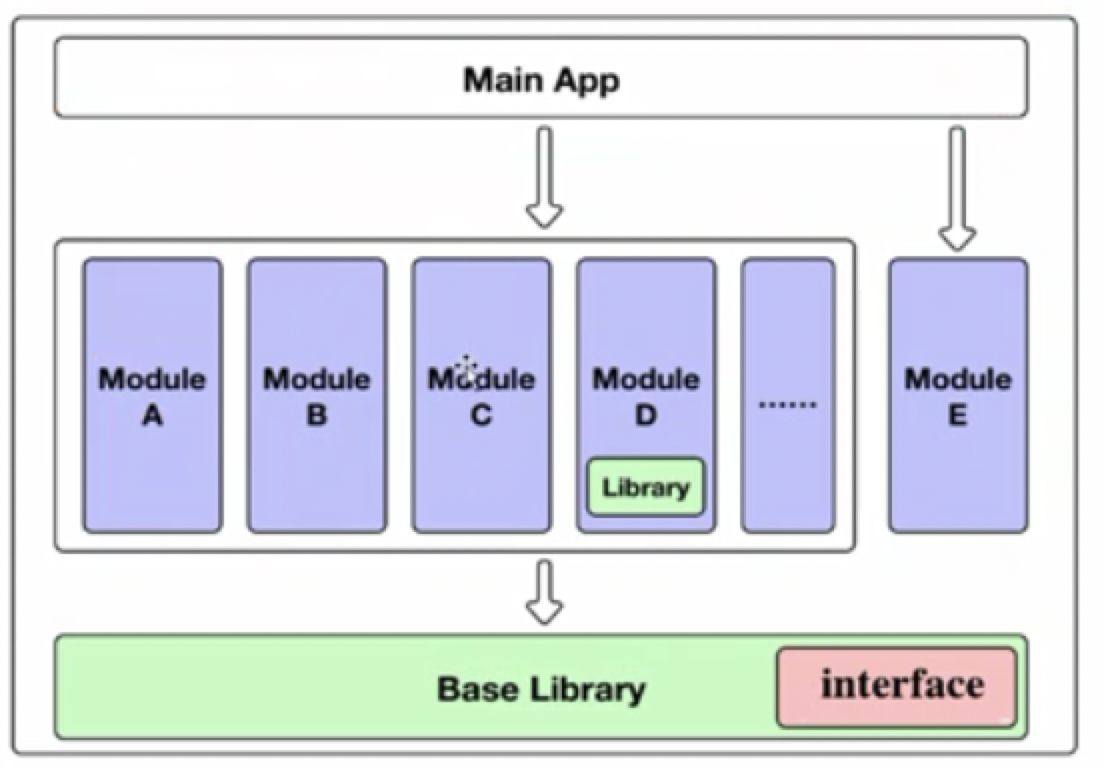 Main App
Module
A
Module
B
Module
C
Module
D
Library
......
Module
E
Base Library
interface